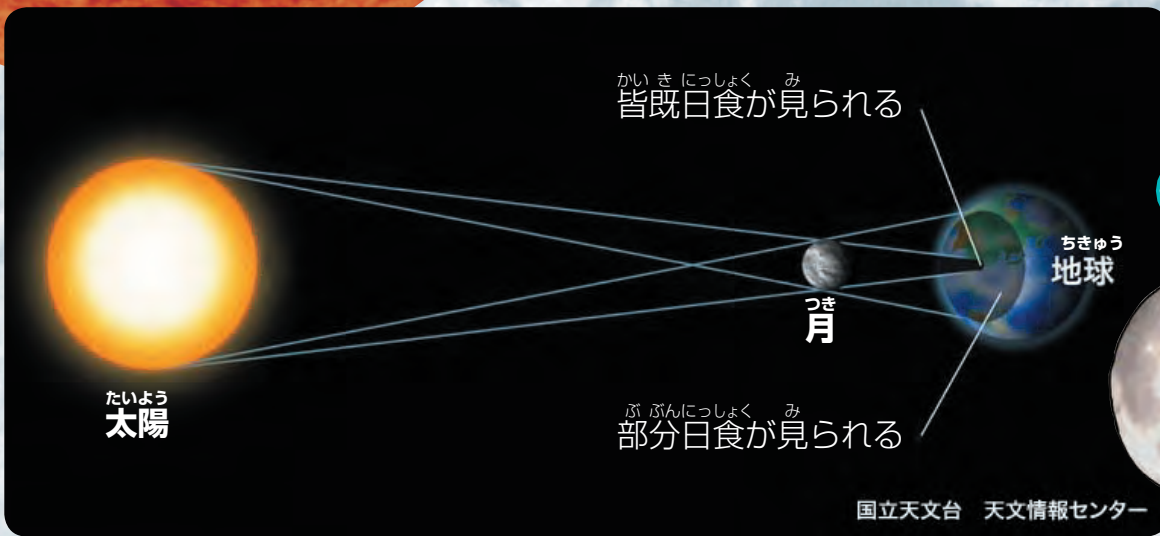 かいきにっしょく み
皆既日食が見られる
ちきゅう
地球
つき
月
たいよう
太陽
ぶぶんにっしょく み
部分日食が見られる
国立天文台　天文情報センター